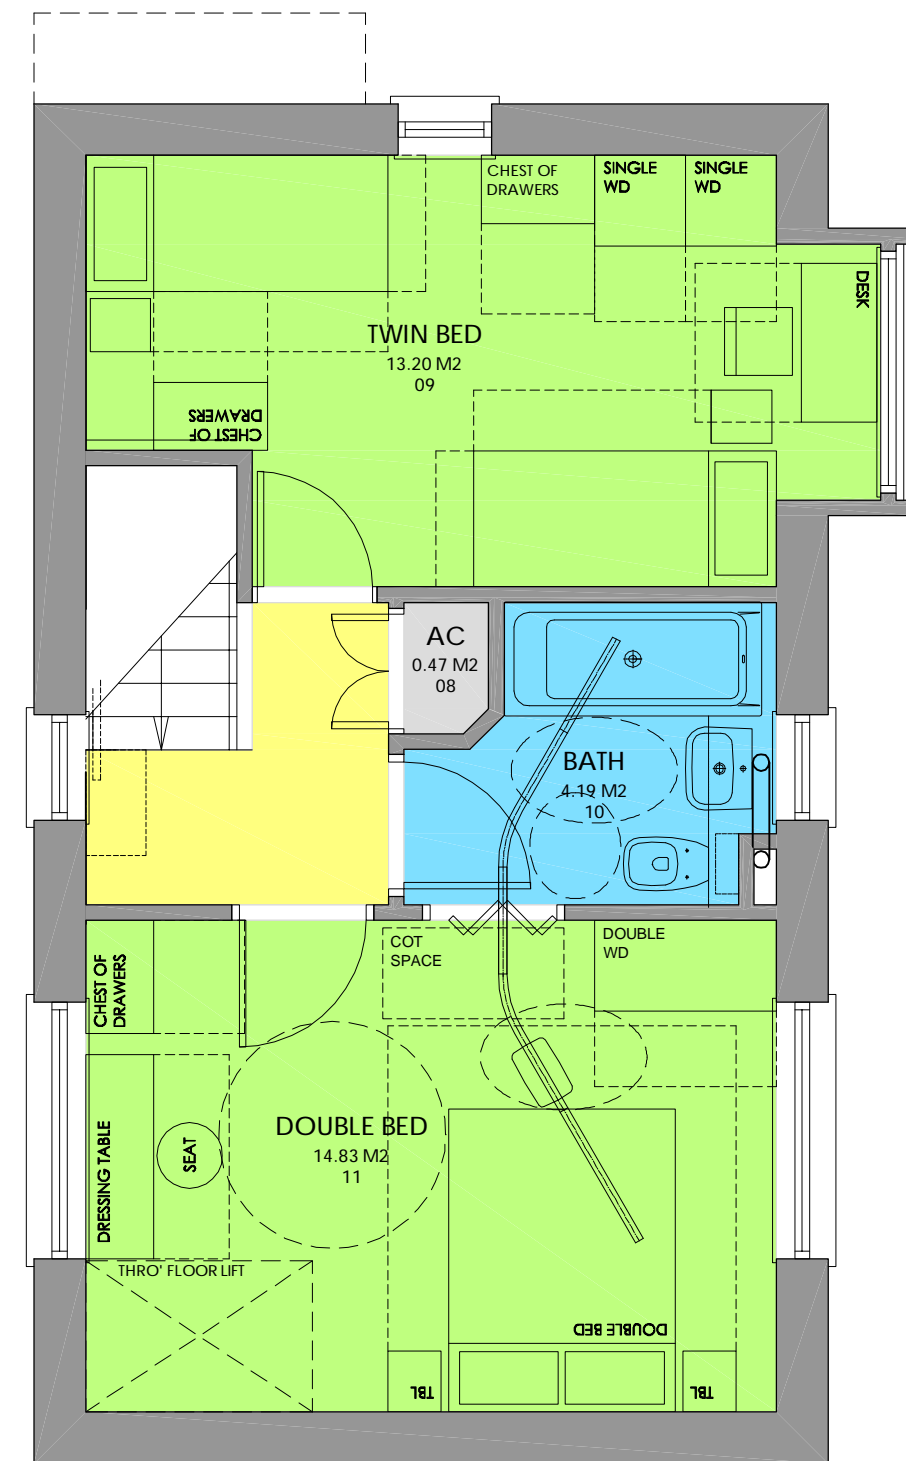 CHEST OF
DRAWERS
SINGLE
WD
SINGLE
WD
DESK
TWIN BED
13.20 M2
09
CHEST OF
DRAWERS
AC
0.47 M2
08
BATH
4.19 M2
10
COT
SPACE
DOUBLE
WD
CHEST OF
DRAWERS
DOUBLE BED
14.83 M2
11
DRESSING TABLE
SEAT
THRO' FLOOR LIFT
DOUBLE BED
TBL
TBL